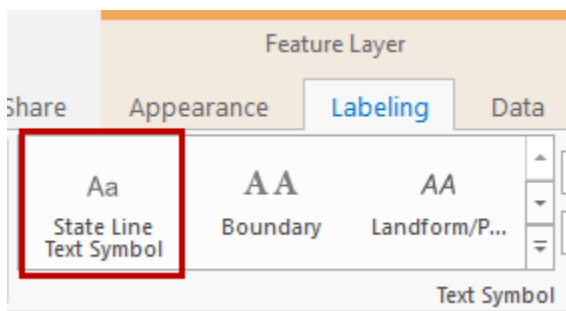 Feature Layer
Share Appearance Labeling Data
Aa AA AA
State Line Boundary Landform/P...
Text Symbol
Text Symbol